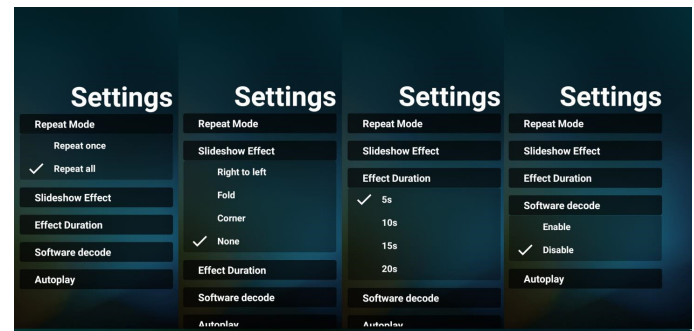 Settings
Repeat Mode
Repeat once
Repeat all
Slideshow Effect
Effect Duration
Software decode
Autoplay
Settings
Repeat Mode
Slideshow Effect
Right to left
Fold
Corner
None
Effect Duration
Software decode
Autoplay
Settings
Repeat Mode
Slideshow Effect
Effect Duration
5s
10s
15s
20s
Software decode
Autoplay
Settings
Repeat Mode
Slideshow Effect
Effect Duration
Software decode
Enable
Disable
Autoplay